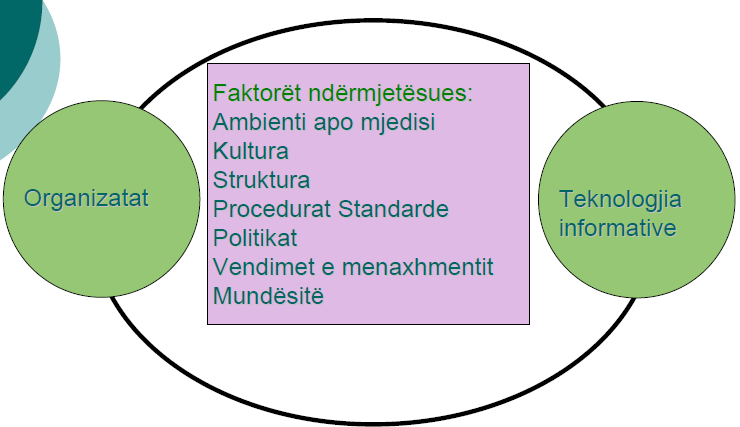 Faktorët ndërmjetësues:
Ambienti apo mjedisi
Kultura
Struktura
Procedurat Standarde
Politikat
Vendimet e menaxhmentit
Mundësitë
Organizatat
Teknologjia
informative